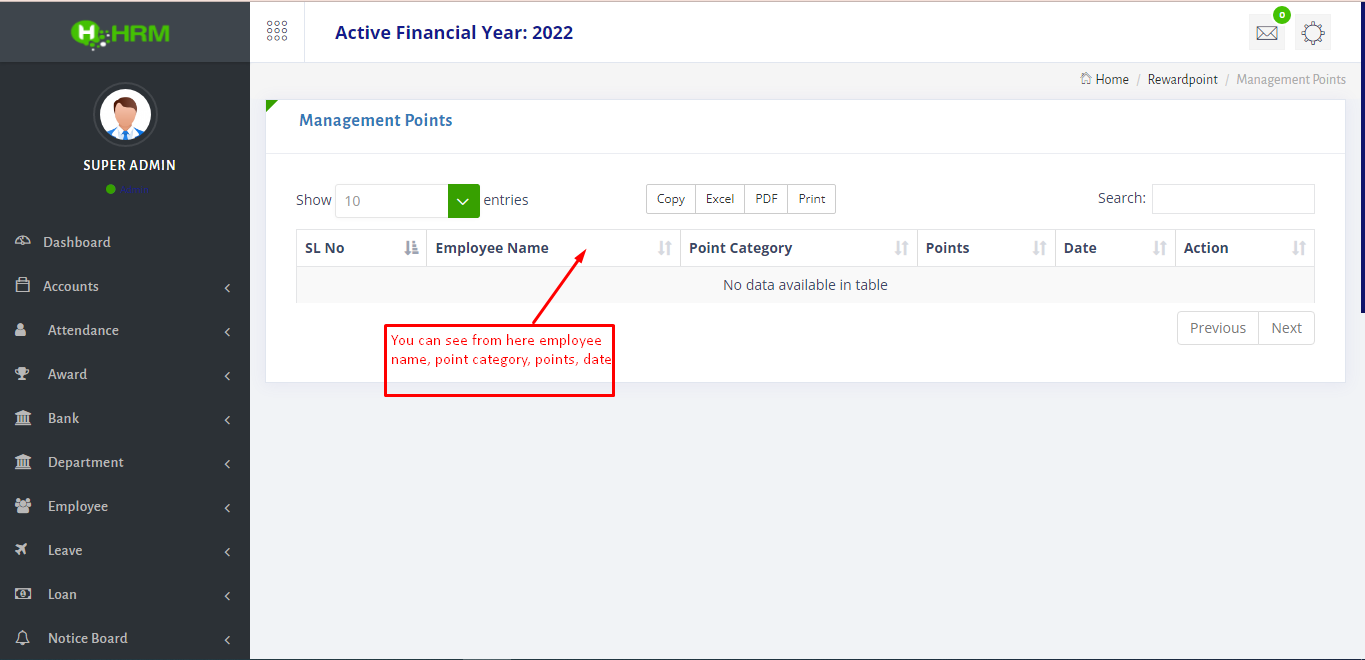 HRM
Active Financial Year: 2022
0
Home / Rewardpoint / Management Points
SUPER ADMIN
Dashboard
Accounts
Attendance
Award
Bank
Department
Employee
Leave
Loan
Notice Board
Management Points
Show 10 entries
Copy Excel PDF Print
Search:
SL No Employee Name Point Category Points Date Action
No data available in table
You can see from here employee
name, point category, points, date
Previous Next